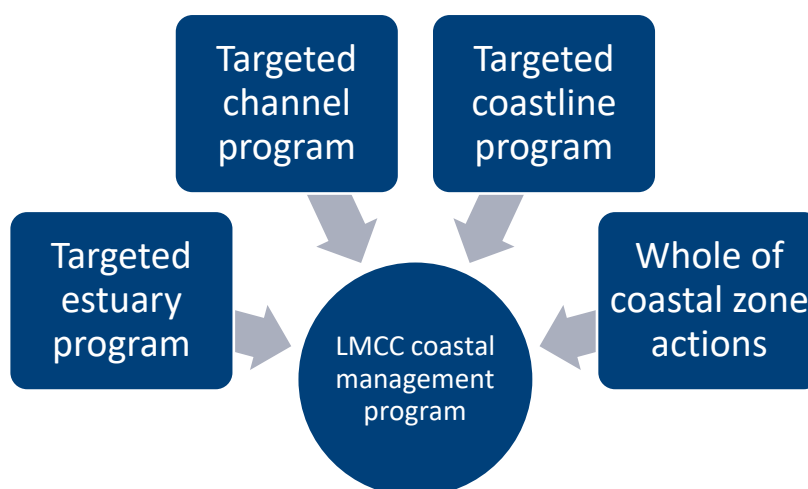 Targeted
channel
program
Targeted
coastline
program
Targeted
estuary
program
Whole of
coastal zone
actions
LMCC coastal
management
program